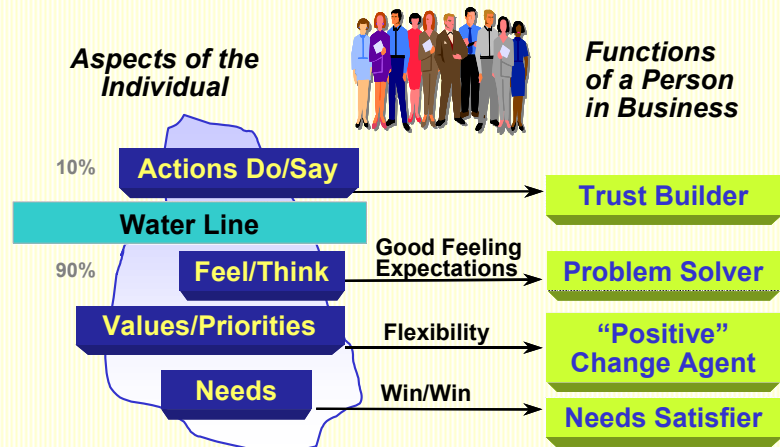 Aspects of the
Individual
Functions
of a Person
in Business
10%
Actions Do/Say
Trust Builder
Water Line
90%
Feel/Think
Good Feeling
Expectations
Problem Solver
Values/Priorities
Flexibility
“Positive”
Change Agent
Needs
Win/Win
Needs Satisfier